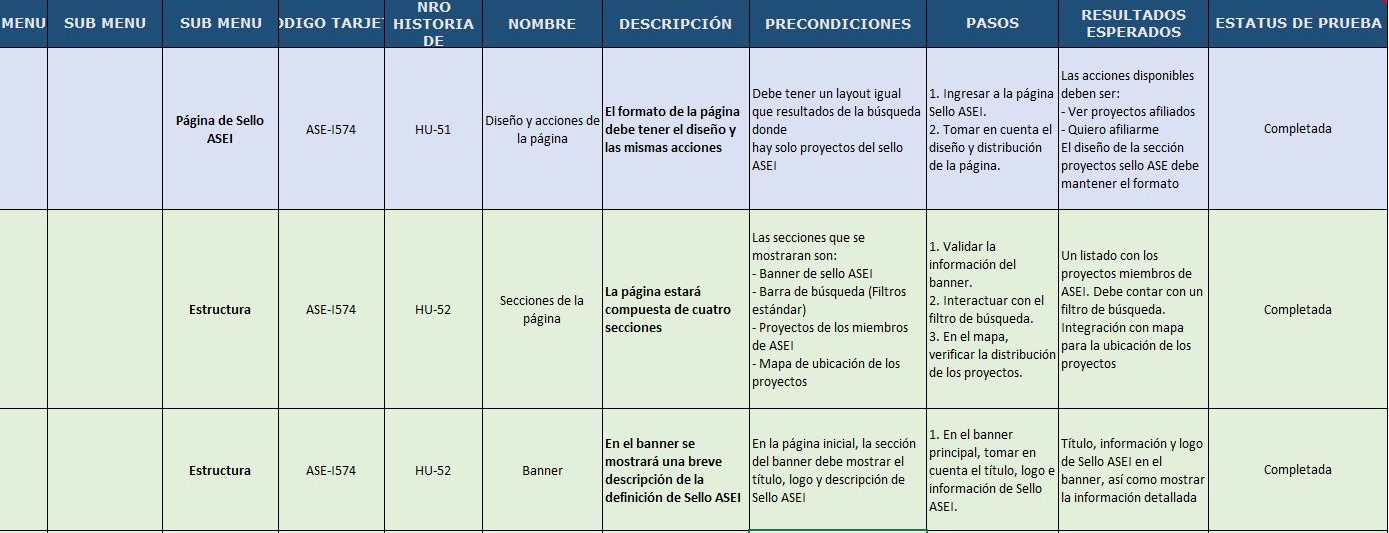 MENU
SUB MENU
SUB MENU
ODIGO TARJET
NRO
HISTORIA
DE
NOMBRE
DESCRIPCIÓN
PRECONDICIONES
PASOS
RESULTADOS
ESPERADOS
ESTATUS DE PRUEBA
Página de Sello
ASEI
ASE-I574
HU-51
Diseño y acciones de
la página
El formato de la página
debe tener el diseño y
las mismas acciones
Debe tener un layout igual
que resultados de la búsqueda
donde
hay solo proyectos del sello
ASEI
1. Ingresar a la página
Sello ASEI.
2. Tomar en cuenta el
diseño y distribución
de la página.
Las acciones disponibles
deben ser:
- Ver proyectos afiliados
- Quiero afiliarme
El diseño de la sección
proyectos sello ASE debe
mantener el formato
Completada
Estructura
ASE-I574
HU-52
Secciones de la
página
La página estará
compuesta de cuatro
secciones
Las secciones que se
mostraran son:
- Banner de sello ASEI
- Barra de búsqueda (Filtros
estándar)
- Proyectos de los miembros
de ASEI
- Mapa de ubicación de los
proyectos
1. Validar la
información del
banner.
2. Interactuar con el
filtro de búsqueda.
3. En el mapa,
verificar la distribución
de los proyectos.
Un listado con los
proyectos miembros de
ASEI. Debe contar con un
filtro de búsqueda.
Integración con mapa
para la ubicación de los
proyectos
Completada
Estructura
ASE-I574
HU-52
Banner
En el banner se
mostrará una breve
descripción de la
definición de Sello ASEI
En la página inicial, la sección
del banner debe mostrar el
título, logo y descripción de
Sello ASEI
1. En el banner
principal, tomar en
cuenta el título, logo e
información de Sello
ASEI.
Título, información y logo
de Sello ASEI en el
banner, así como mostrar
la información detallada
Completada